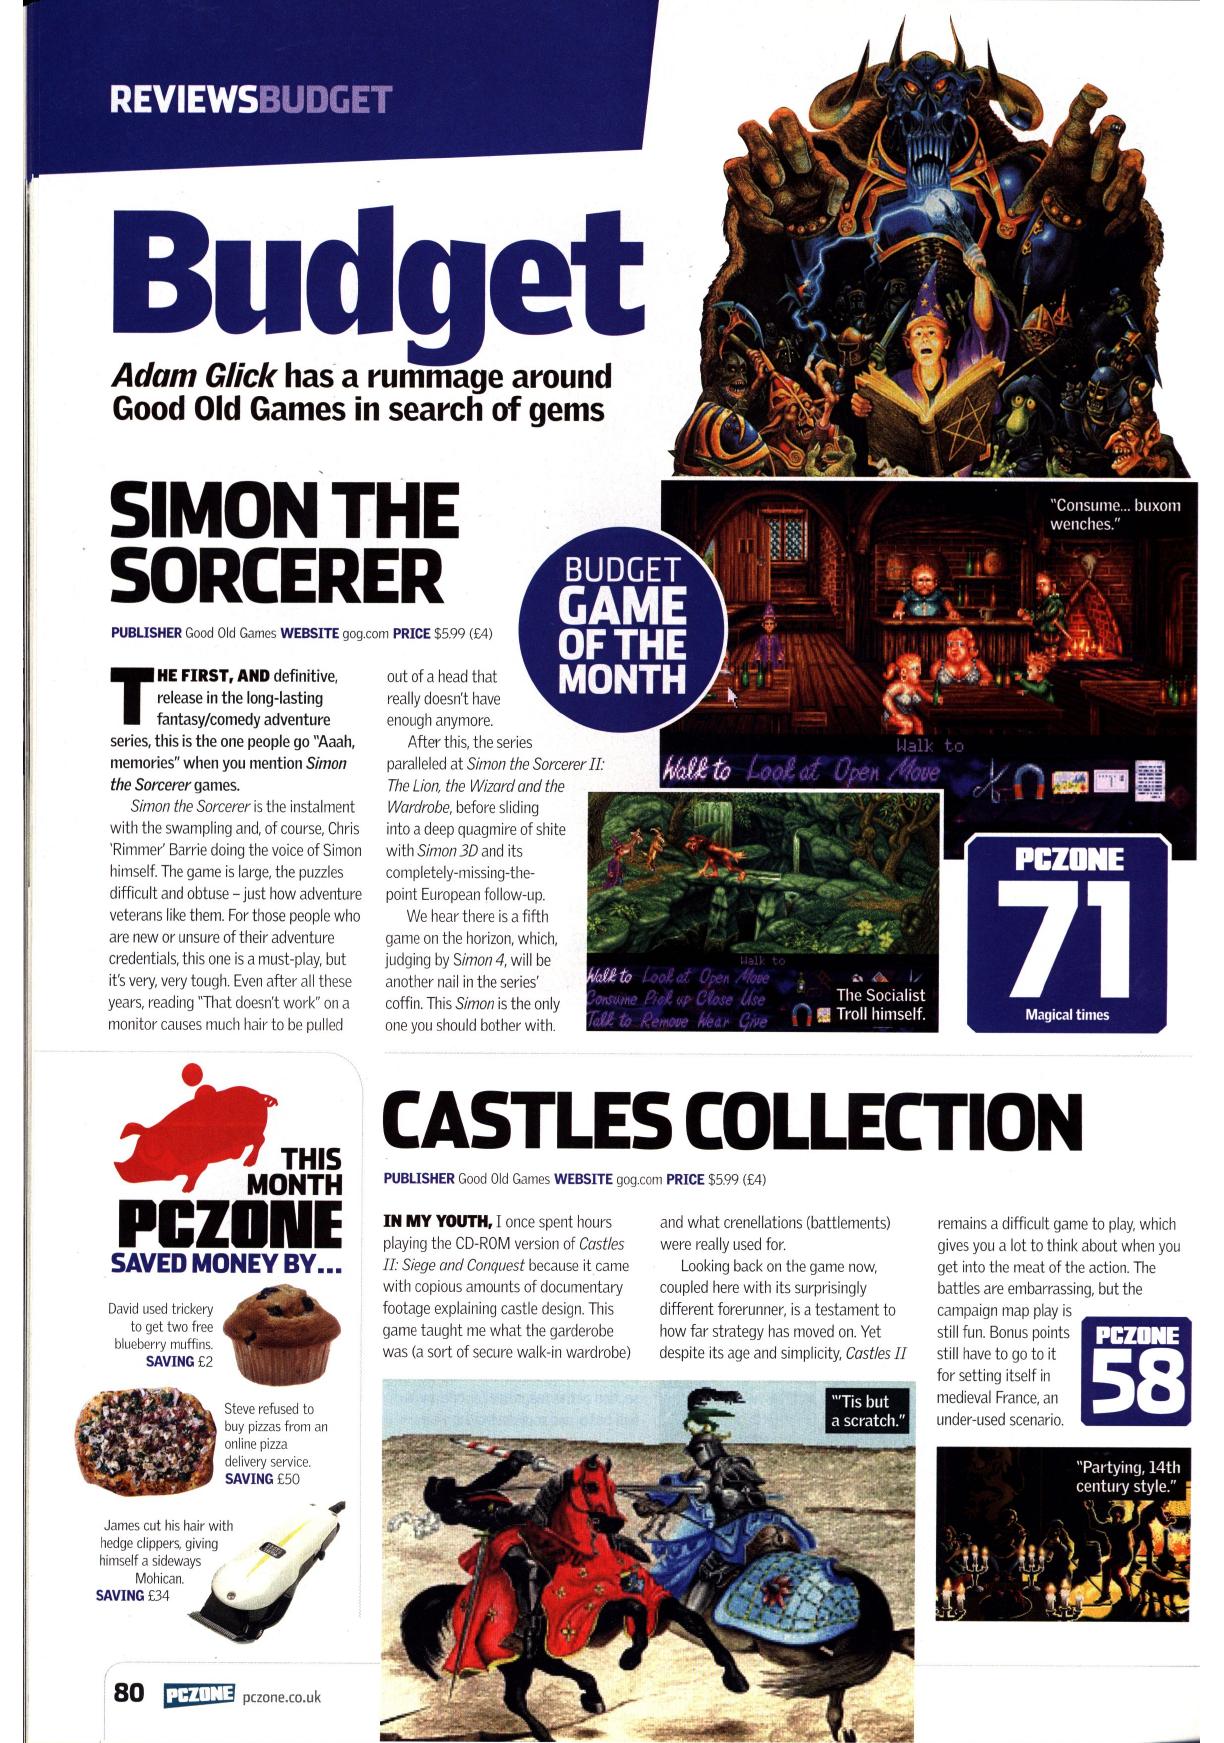 REVIEWSBUDGET
Budget
Adam Glick has a rummage around
Good Old Games in search of gems
SIMON THE
SORCERER
PUBLISHER Good Old Games WEBSITE gog.com PRICE $5.99 (£4)
THE FIRST, AND definitive,
release in the long-lasting
fantasy/comedy adventure
series, this is the one people go “Aaah,
memories” when you mention Simon
the Sorcerer games.
Simon the Sorcerer is the instalment
with the swampling and, of course, Chris
‘Rimmer’ Barrie doing the voice of Simon
himself. The game is large, the puzzles
difficult and obtuse – just how adventure
veterans like them. For those people who
are new or unsure of their adventure
credentials, this one is a must-play, but
it’s very, very tough. Even after all these
years, reading “That doesn’t work” on a
monitor causes much hair to be pulled
out of a head that
really doesn’t have
enough anymore.
After this, the series
paralleled at Simon the Sorcerer II:
The Lion, the Wizard and the
Wardrobe, before sliding
into a deep quagmire of shite
with Simon 3D and its
completely-missing-the-
point European follow-up.
We hear there is a fifth
game on the horizon, which,
judging by Simon 4, will be
another nail in the series’
coffin. This Simon is the only
one you should bother with.
BUDGET
GAME
OF THE
MONTH
“Consume... buxom
wenches.”
Walk to
Walk to Look at Open Move
Walk to
Walk to Look at Open Move
Consume Pick up Close Use
Talk to Remove Wear Give
The Socialist
Troll himself.
PCZONE
71
Magical times
THIS
MONTH
PCZONE
SAVED MONEY BY...
David used trickery
to get two free
blueberry muffins.
SAVING £2
Steve refused to
buy pizzas from an
online pizza
delivery service.
SAVING £50
James cut his hair with
hedge clippers, giving
himself a sideways
Mohican.
SAVING £34
CASTLES COLLECTION
PUBLISHER Good Old Games WEBSITE gog.com PRICE $5.99 (£4)
IN MY YOUTH, I once spent hours
playing the CD-ROM version of Castles
II: Siege and Conquest because it came
with copious amounts of documentary
footage explaining castle design. This
game taught me what the garderobe
was (a sort of secure walk-in wardrobe)
and what crenellations (battlements)
were really used for.
Looking back on the game now,
coupled here with its surprisingly
different forerunner, is a testament to
how far strategy has moved on. Yet
despite its age and simplicity, Castles II
remains a difficult game to play, which
gives you a lot to think about when you
get into the meat of the action. The
battles are embarrassing, but the
campaign map play is
still fun. Bonus points
still have to go to it
for setting itself in
medieval France, an
under-used scenario.
PCZONE
58
“’Tis but
a scratch.”
“Partying, 14th
century style.”
80 PCZONE pczone.co.uk